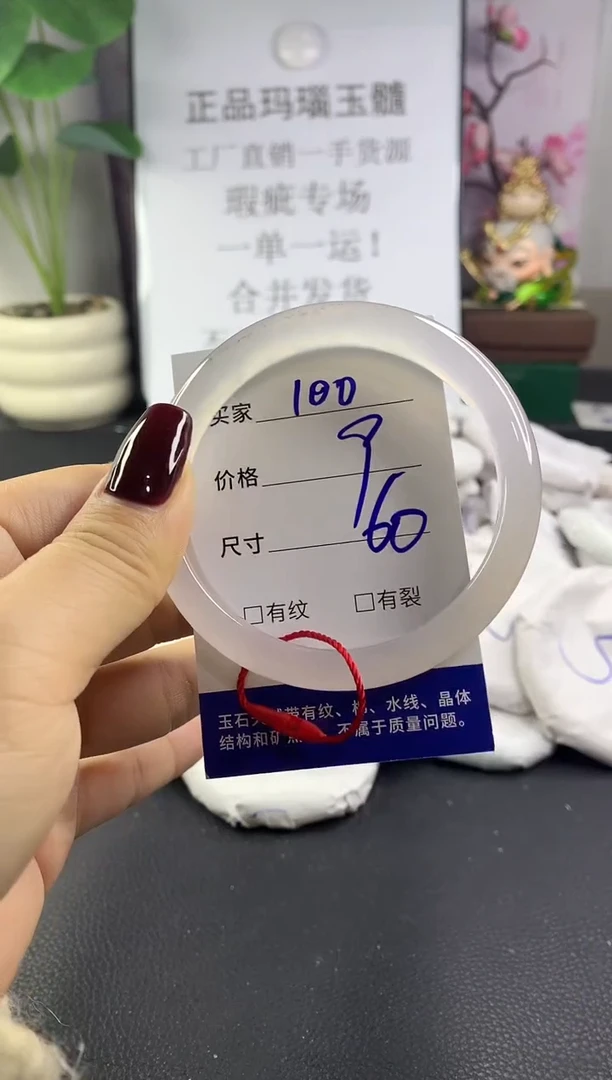 正品玛瑙玉髓
工厂直销一手货源
瑕疵专场
一单一运!
合并发货
买家 100
价格
尺寸 60
□有纹 □有裂
玉石天然带有纹、棉、水线、晶体
结构和矿 不属于质量问题。